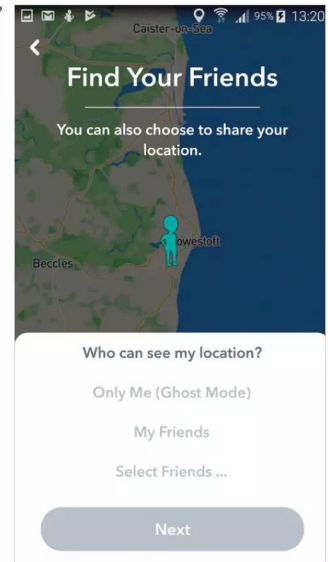 95% 13:20
Caister-on-Sea
Find Your Friends
You can also choose to share your
location.
owestoft
Beccles
Who can see my location?
Only Me (Ghost Mode)
My Friends
Select Friends ...
Next